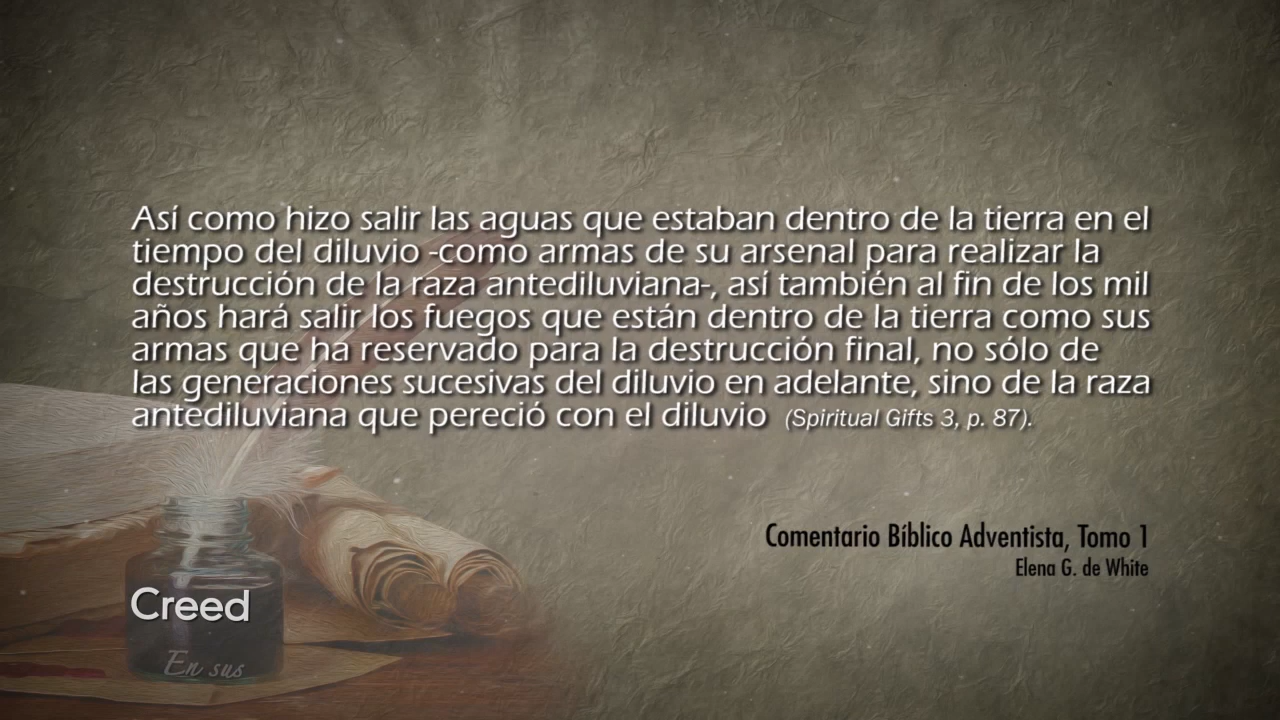 Así como hizo salir las aguas que estaban dentro de la tierra en el
tiempo del diluvio -como armas de su arsenal para realizar la
destrucción de la raza antediluviana-, así también al fin de los mil
años hará salir los fuegos que están dentro de la tierra como sus
armas que ha reservado para la destrucción final, no sólo de
las generaciones sucesivas del diluvio en adelante, sino de la raza
antediluviana que pereció con el diluvio (Spiritual Gifts 3, p. 87).
Comentario Bíblico Adventista, Tomo 1
Elena G. de White
Creed
En sus